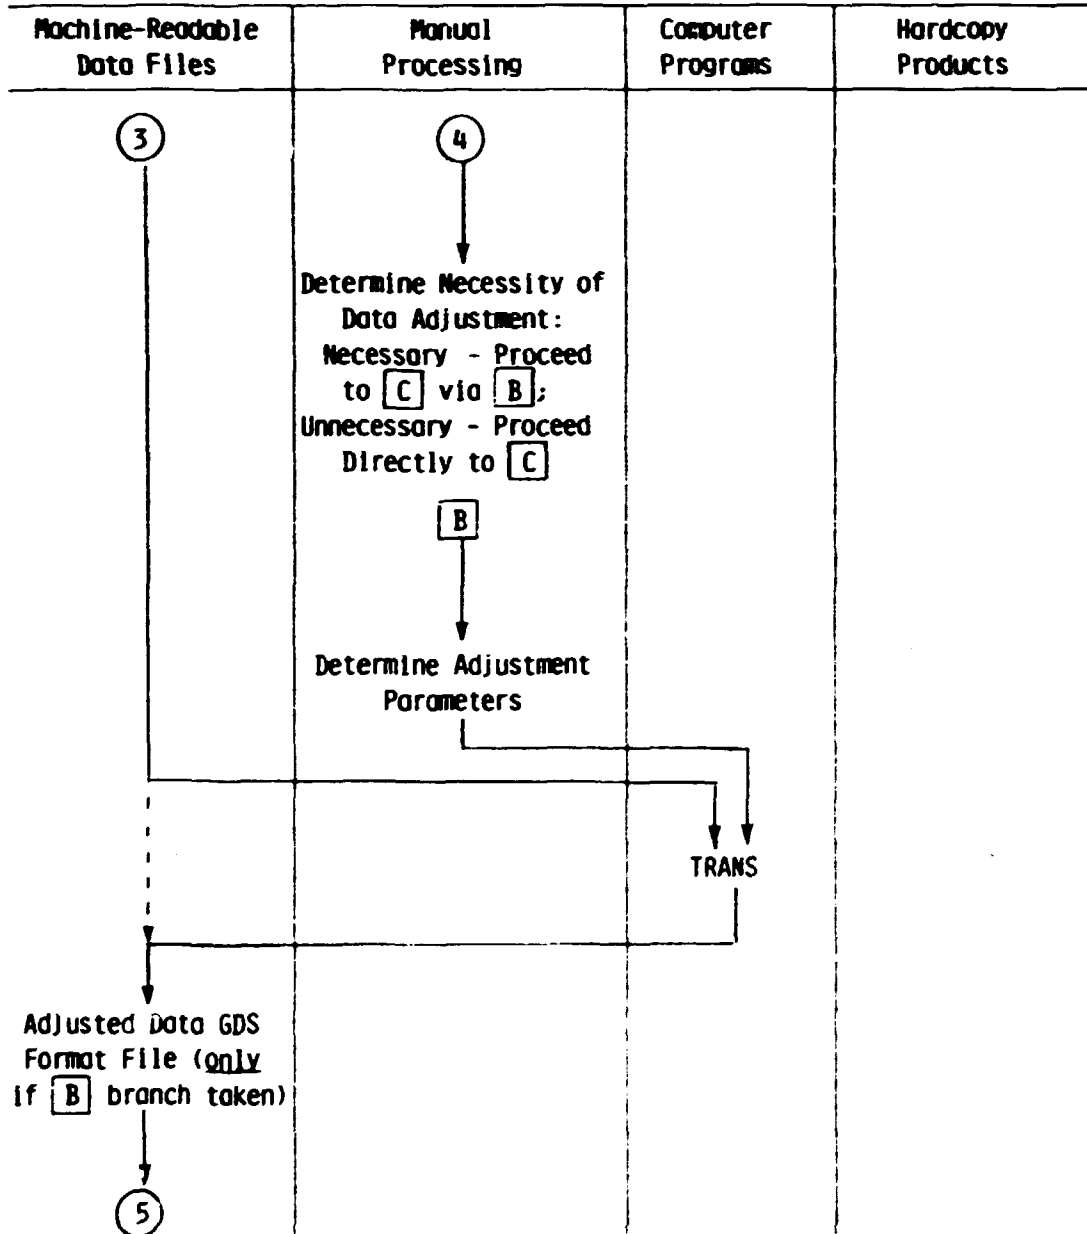 Machine-Readable Data Files
Manual Processing
Computer Programs
Hardcopy Products
3
4
Determine Necessity of
Data Adjustment:
Necessary - Proceed
to C via B;
Unnecessary - Proceed
Directly to C
B
Determine Adjustment
Parameters
TRANS
Adjusted Data GDS
Format File (only
if B branch taken)
5